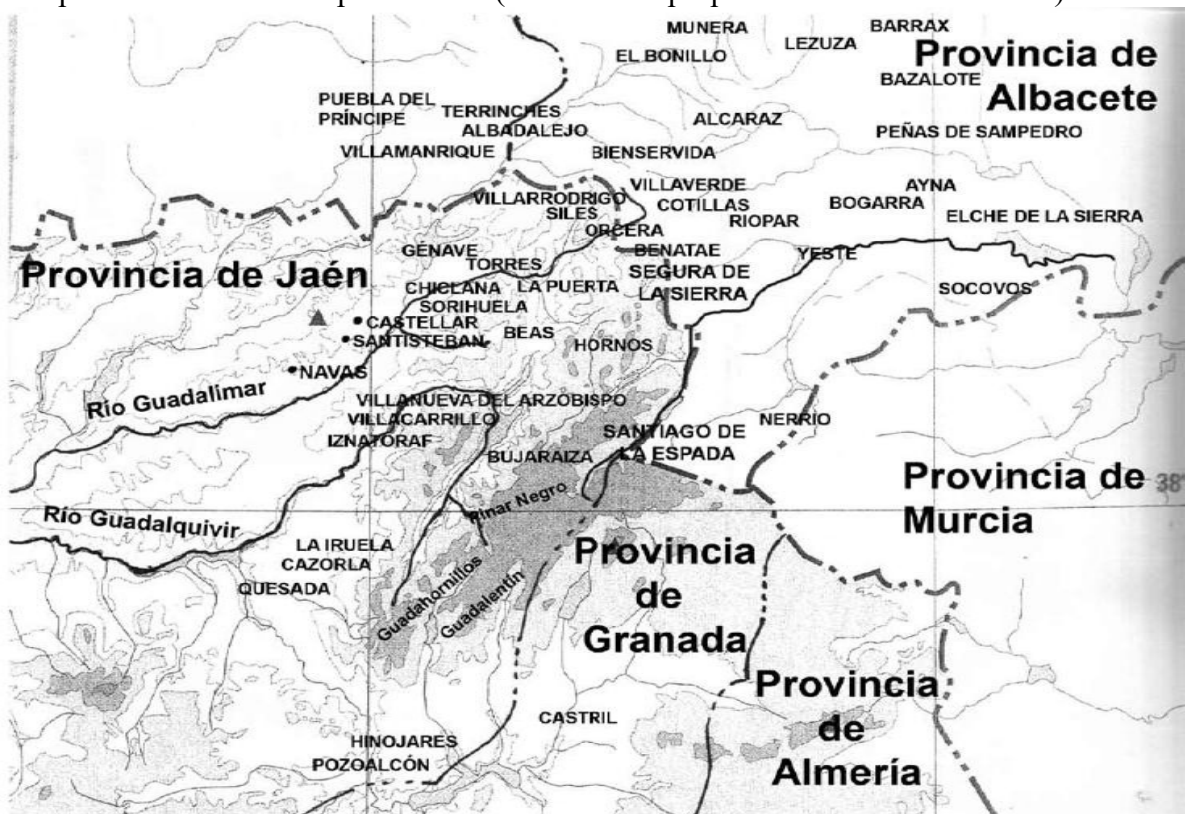 MUNERA
BARRAX
LEZUZA
EL BONILLO
Provincia de
Albacete
BAZALOTE
PUEBLA DEL
PRÍNCIPE
TERRINCHES
ALBADALEJO
ALCARAZ
PEÑAS DE SAMPEDRO
VILLAMANRIQUE
BIENSERVIDA
VILLAVERDE
COTILLAS
AYNA
BOGARRA
VILLARRODRIGO
SILES
RIOPAR
ELCHE DE LA SIERRA
ORCERA
GÉNAVE
BENATAE
YESTE
Provincia de Jaén
TORRES
SEGURA DE
LA SIERRA
CHICLANA
LA PUERTA
SOCOVOS
SORIHUELA
CASTELLAR
SANTISTEBAN
BEAS
HORNOS
NAVAS
Río Guadalimar
VILLANUEVA DEL ARZOBISPO
VILLACARRILLO
IZNATORAF
NERRIO
SANTIAGO DE
LA ESPADA
BUJARAIZA
Provincia de
Murcia
38°
Pinar Negro
Río Guadalquivir
LA IRUELA
CAZORLA
QUESADA
Guadahornillos
Guadalentín
Provincia
de
Granada
Provincia
de
Almería
CASTRIL
HINOJARES
POZOALCÓN